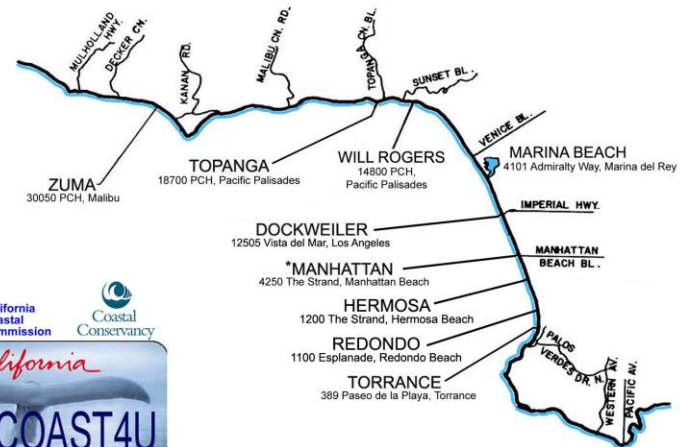 MULHOLLAND
HWY.
DECKER CN.
KANAN RD.
MALIBU CN. RD.
TOPANGA CN. BL.
SUNSET BL.
VENICE BL.
MARINA BEACH
4101 Admiralty Way, Marina del Rey
ZUMA
30050 PCH, Malibu
TOPANGA
18700 PCH, Pacific Palisades
WILL ROGERS
14800 PCH,
Pacific Palisades
IMPERIAL HWY.
DOCKWEILER
12505 Vista del Mar, Los Angeles
MANHATTAN
BEACH BL.
*MANHATTAN
4250 The Strand, Manhattan Beach
HERMOSA
1200 The Strand, Hermosa Beach
REDONDO
1100 Esplanade, Redondo Beach
TORRANCE
389 Paseo de la Playa, Torrance
PALOS
VERDES DR. N.
WESTERN AV.
PACIFIC AV.
ifornia
astal
mmission
Coastal
Conservancy
lifornia
COAST4U